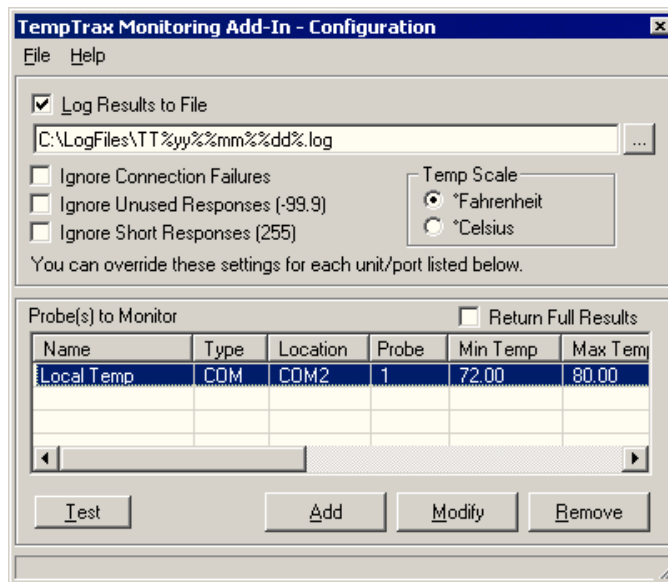 TempTrax Monitoring Add-In - Configuration
File Help
Log Results to File
C:\LogFiles\TT%yy%%mm%%dd%.log
...
Ignore Connection Failures
Ignore Unused Responses (-99.9)
Ignore Short Responses (255)
Temp Scale
°Fahrenheit
°Celsius
You can override these settings for each unit/port listed below.
Probe(s) to Monitor
Return Full Results
Name Type Location Probe Min Temp Max Temp
Local Temp COM COM2 1 72.00 80.00
Test Add Modify Remove